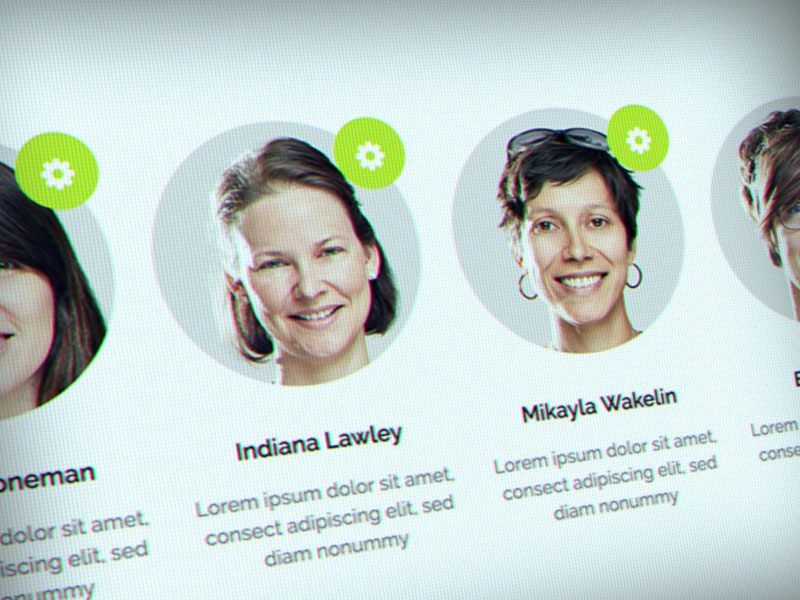 oneman
dolor sit amet,
iscing elit, sed
nummy
Indiana Lawley
Lorem ipsum dolor sit amet,
consect adipiscing elit, sed
diam nonummy
Mikayla Wakelin
Lorem ipsum dolor sit amet,
consect adipiscing elit, sed
diam nonummy
Lorem
conse